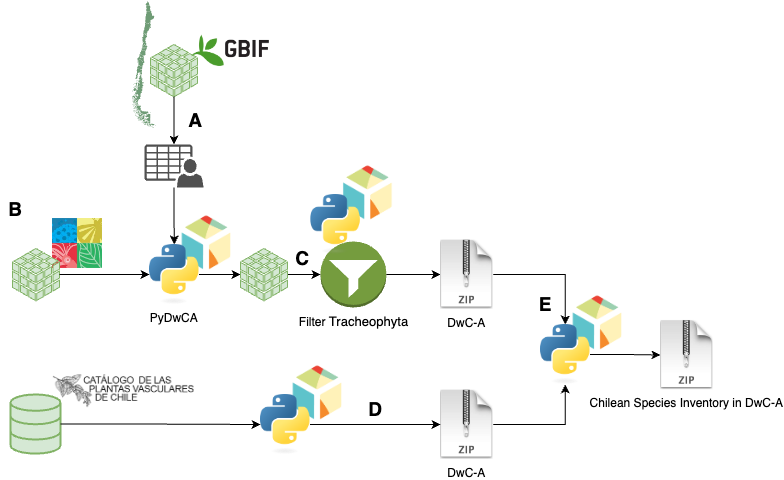 GBIF
A
B
C
PyDwCA
Filter Tracheophyta
ZIP
DwC-A
E
ZIP
Chilean Species Inventory in DwC-A
CATÁLOGO DE LAS
PLANTAS VASCULARES
DE CHILE
D
ZIP
DwC-A